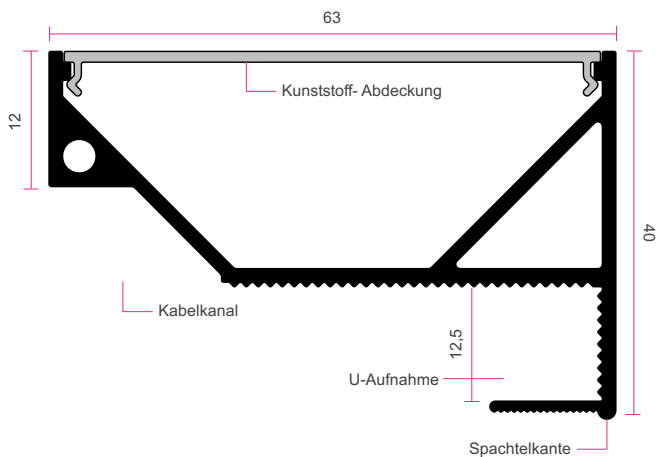 63
Kunststoff- Abdeckung
12
40
Kabelkanal
12,5
U-Aufnahme
Spachtelkante